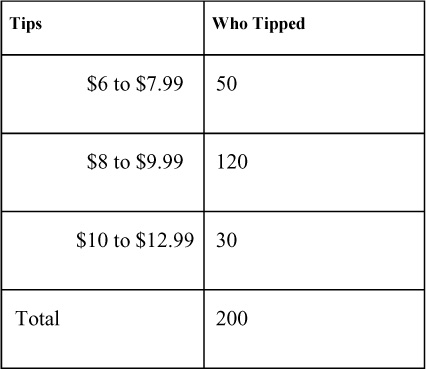 Tips Who Tipped
$6 to $7.99 50
$8 to $9.99 120
$10 to $12.99 30
Total 200